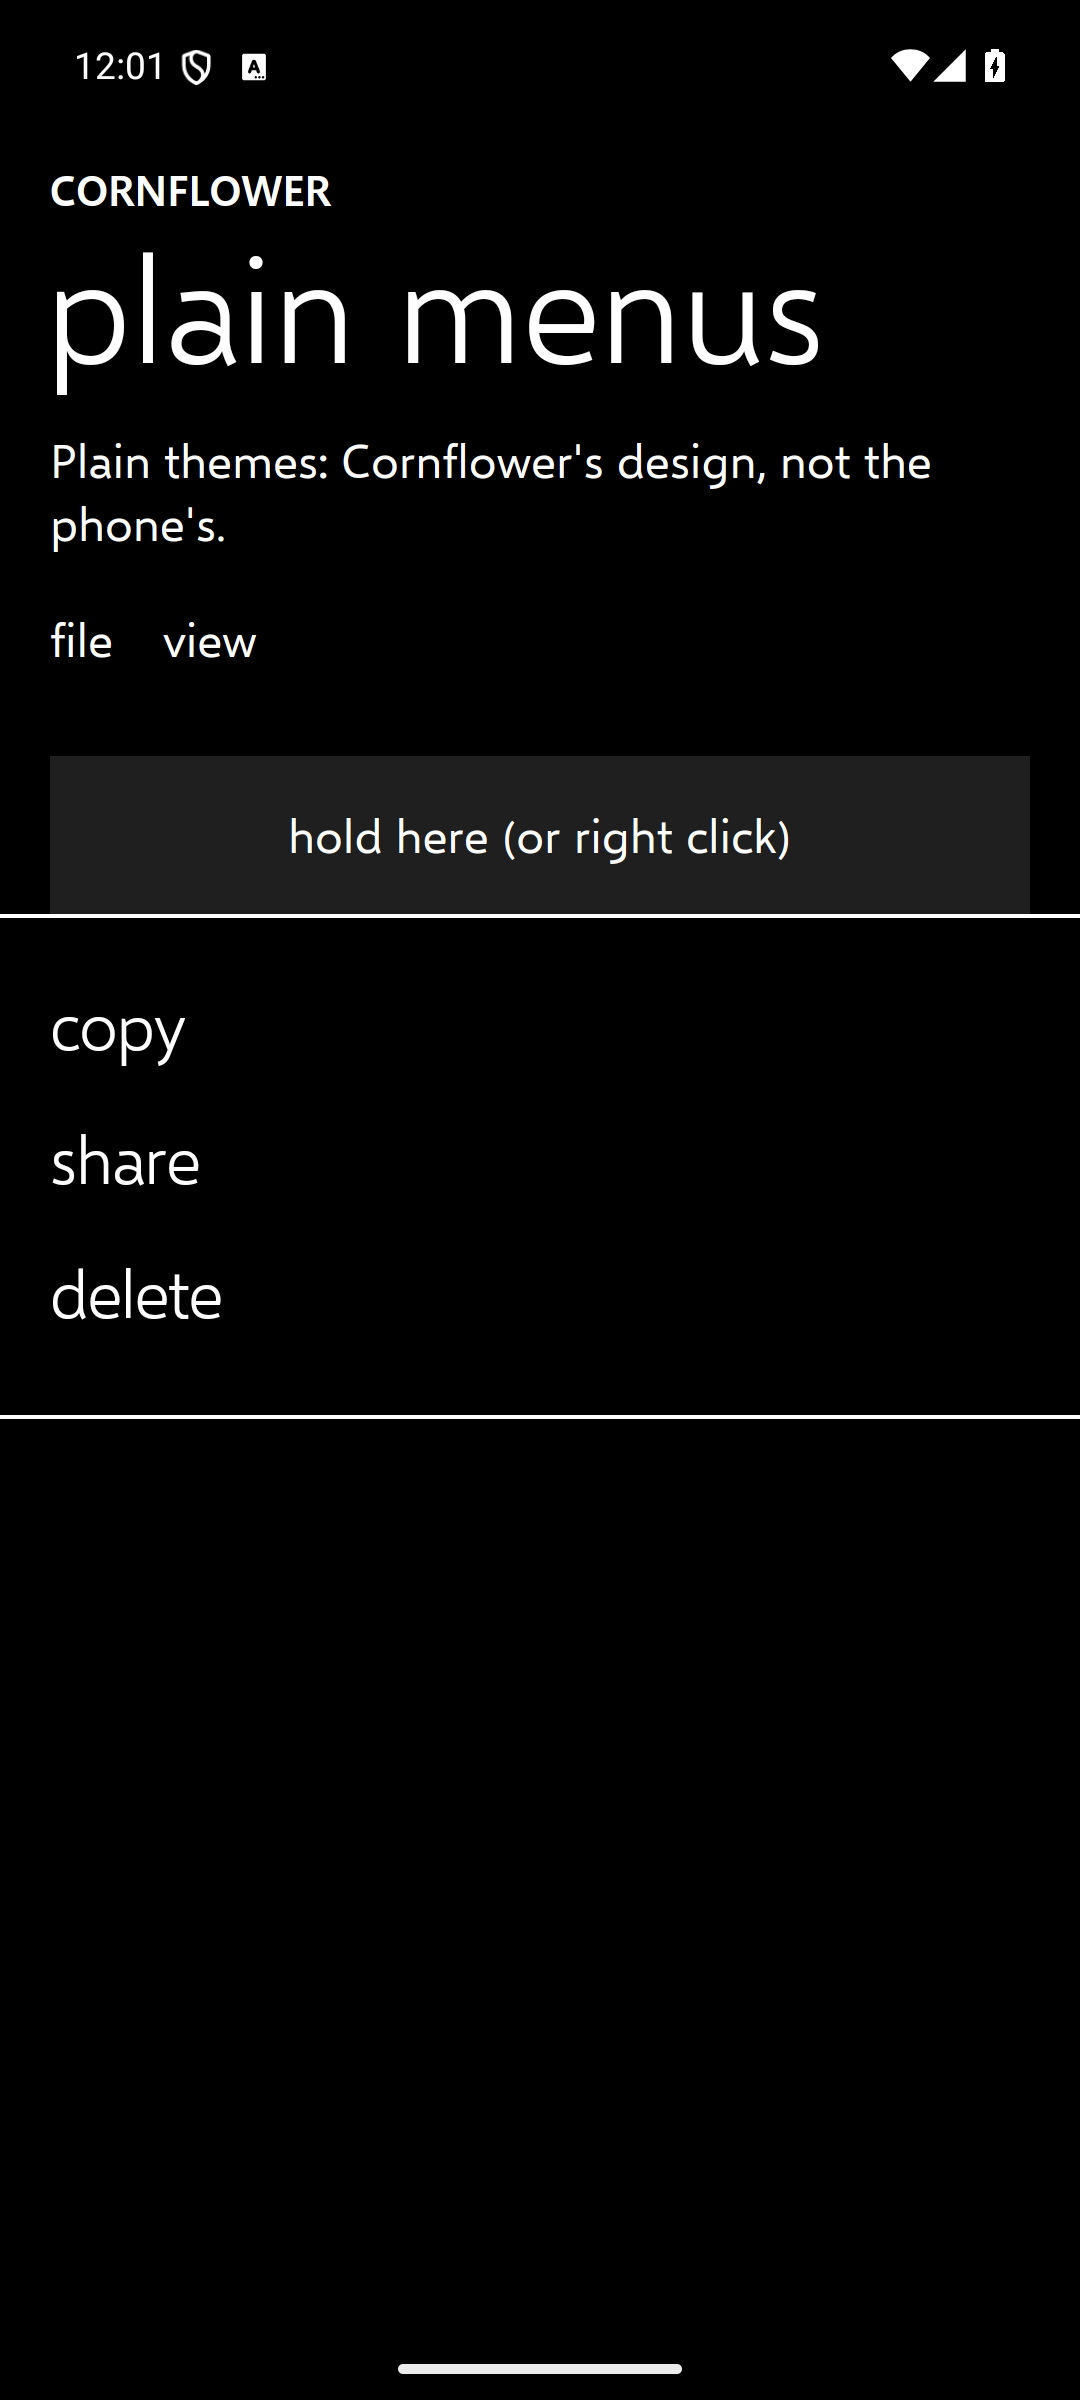 12:01
CORNFLOWER
plain menus
Plain themes: Cornflower's design, not the
phone's.
file view
hold here (or right click)
copy
share
delete